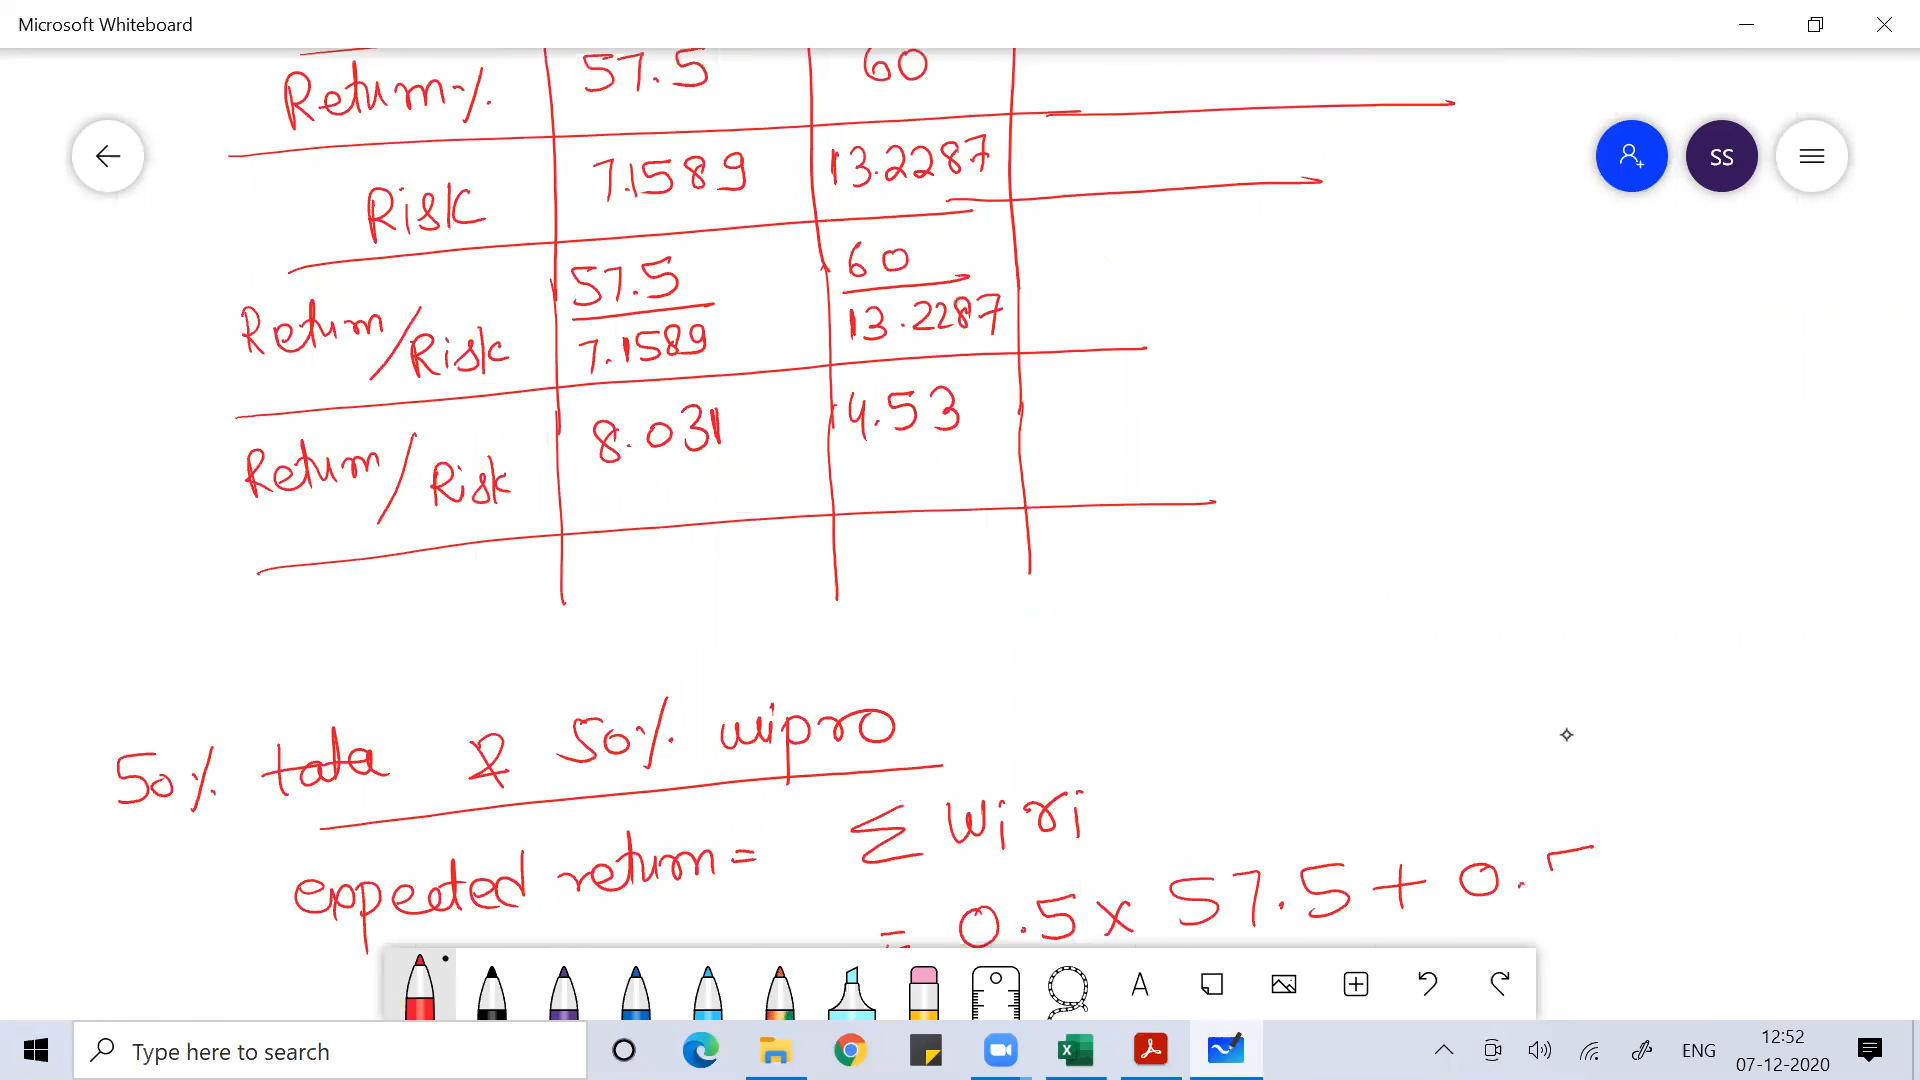 Microsoft Whiteboard
Return % 57.5 60
SS
Risk 7.1589 13.2287
Return/Risk 57.5/7.1589 60/13.2287
Return/Risk 8.031 4.53
50% tata & 50% wipro
expected return = Σ Wi ri
= 0.5 x 57.5 + 0.
Type here to search
ENG
12:52
07-12-2020